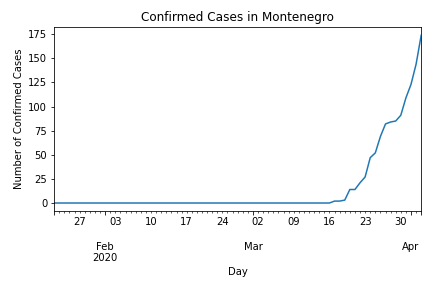 Confirmed Cases in Montenegro
175
150
125
100
75
50
25
0
Number of Confirmed Cases
27 03 10 17 24 02 09 16 23 30
Feb Mar Apr
2020
Day